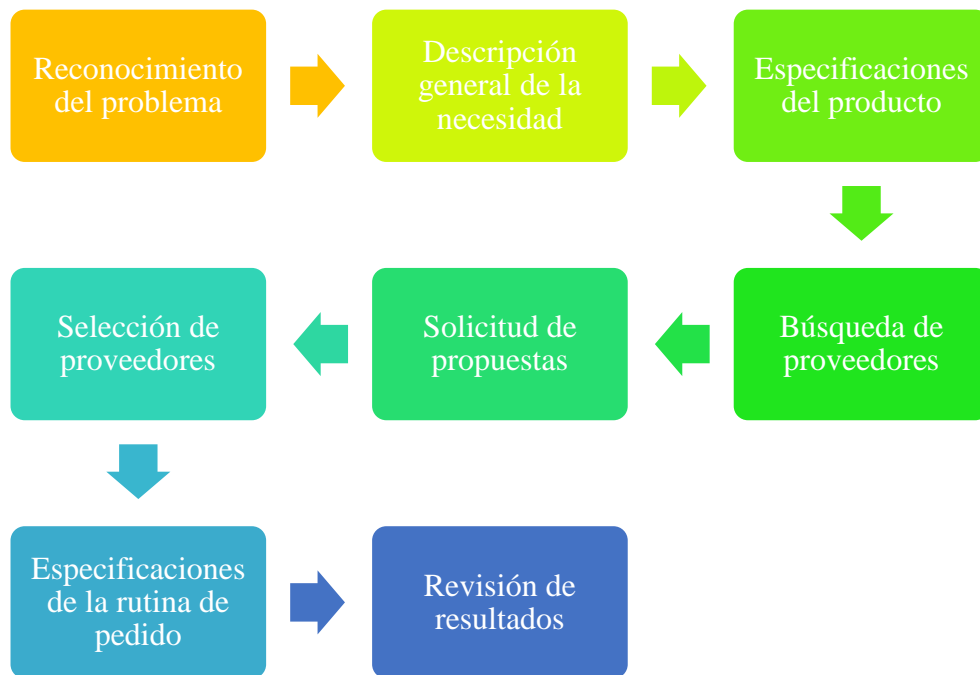 Reconocimiento
del problema
Descripción
general de la
necesidad
Especificaciones
del producto
Búsqueda de
proveedores
Solicitud de
propuestas
Selección de
proveedores
Especificaciones
de la rutina de
pedido
Revisión de
resultados